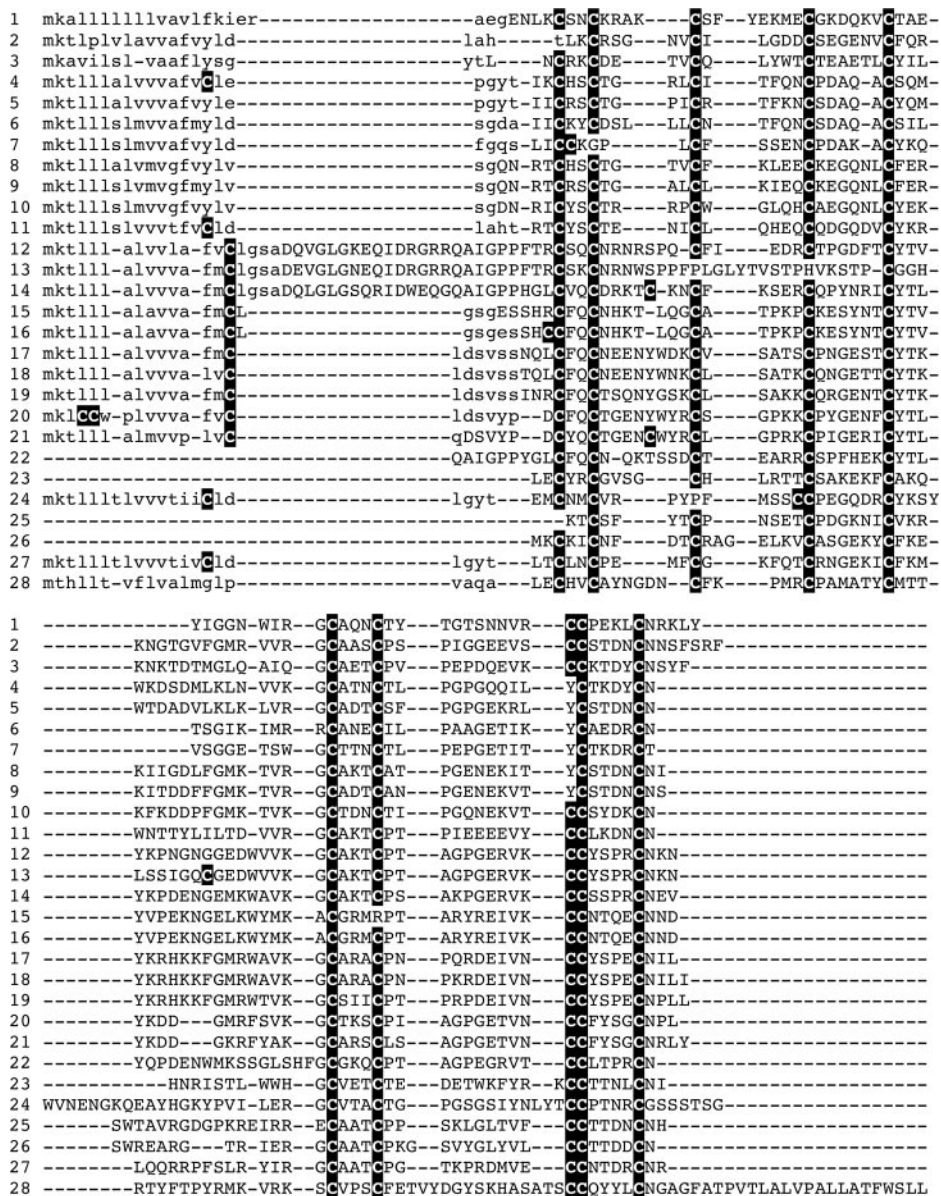 1 mkallllllllvavlfkier------------------aegENLKCSNCKRAK----CSF--YEKMECGKDQKVCTAE-
2 mktlplvlavvafvyld--------------------lah----tLKCRSG--NVCI----LGDDCSEGENVCFQR-
3 mkavilsl-vaaflysg--------------------ytL----NCRKCDE--TVCQ----LYWTCTEAETLCYIL-
4 mktlllalvvvafvCle---------------------pgyt-IKCHSCTG---RLCI---TFQNCPDAQ-ACSQM-
5 mktlllalvvvafvyle---------------------pgyt-IICRSCTG---PICR---TFKNCSDAQ-ACYQM-
6 mktlllslmvvafmyld---------------------sgda-IICKYCDSL--LLCN---TFQNCSDAQ-ACSIL-
7 mktlllslmvvafvyld---------------------fgqs-LICCKGP----LCF----SSENCPDAK-ACYKQ-
8 mktlllalvmvgfvylv---------------------sgQN-RTCHSCTG---TVCF---KLEECKEGQNLCFER-
9 mktlllslvmvgfmylv---------------------sgQN-RTCRSCTG---ALCL---KIEQCKEGQNLCFER-
10 mktlllslmvvgfvylv---------------------sgDN-RICYSCTR---RPCW---GLQHCAEGQNLCYEK-
11 mktlllslvvvtfvCld---------------------laht-RTCYSCTE---NICL---QHEQCQDGQDVCYKR-
12 mktlll-alvvvla-fvClgsaDQVGLGKEQIDRGRRQAIGPPFTRCSQCNRNRSPQ-CFI---EDRCTPGDFTCYTV-
13 mktlll-alvvva-fmClgsaDEVGLGNEQIDRGRRQAIGPPFTRCSKCNRNWSPPFPLGLYTVSTPHVKSTP-CGGH-
14 mktlll-alvvva-fmClgsaDQLGLGSQRIDWEQGQAIGPPHGLCVQCDRKTC-KNCF----KSERCQPYNRICYTL-
15 mktlll-alavva-fmCL-------------------gsgESSHRCFQCNHKT-LQGCA----TPKPCKESYNTCYTV-
16 mktlll-alavva-fmCL-------------------gsgesSHCCFQCNHKT-LQGCA----TPKPCKESYNTCYTV-
17 mktlll-alvvva-fmC-------------------ldsvssNQLCFQCNEENYWDKCV----SATSCPNGESTCYTK-
18 mktlll-alvvva-lvC-------------------ldsvssTQLCFQCNEENYWNKCL----SATKCQNGETTCYTK-
19 mktlll-alvvva-fmC-------------------ldsvssINRCFQCTSQNYGSKCL----SAKKCQRGENTCYTK-
20 mklCCw-plvvva-fvC-------------------ldsvyp--DCFQCTGENYWYRCS----GPKKCPYGENFCYTL-
21 mktlll-almvvp-lvC-------------------qDSVYP--DCYQCTGENCWYRCL----GPRKCPIGERICYTL-
22 ------------------------------------QAIGPPYGLCFQCN-QKTSSDCT----EARRCSPFHEKCYTL-
23 -------------------------------------------LECYRCGVSG----CH----LRTTCSAKEKFCAKQ-
24 mktllltlvvvtiiCld-------------------lgyt---EMCNMCVR---PYPF----MSSCCPEGQDRCYKSY
25 ---------------------------------------------KTCSF----YTCP----NSETCPDGKNICVKR-
26 -----------------------------------------MKCKICNF----DTCRAG--ELKVCASGEKYCFKE-
27 mktllltlvvvtivCld-------------------lgyt---LTCLNCPE---MFCG----KFQTCRNGEKICFKM-
28 mthllt-vflvalmglp-------------------vaqa---LECHVCAYNGDN--CFK---PMRCPAMATYCMTT-
1 -------------YIGGN-WIR--GCAQNCTY---TGTSNNVR---CCPEKLCNRKLY------------------
2 --------KNGTGVFGMR-VVR--GCAASCPS---PIGGEEVS---CCSTDNCNNSFSRF----------------
3 --------KNKTDTMGLQ-AIQ--GCAETCPV---PEPDQEVK---CCKTDYCNSYF-------------------
4 --------WKDSDMLKLN-VVK--GCATNCTL---PGPGQQIL---YCTKDYCN----------------------
5 --------WTDADVLKLK-LVR--GCADTCSF---PGPGEKRL---YCSTDNCN----------------------
6 -------------TSGIK-IMR--RCANECIL---PAAGETIK---YCAEDRCN----------------------
7 -------------VSGGE-TSW--GCTTNCTL---PEPGETIT---YCTKDRCT----------------------
8 --------KIIGDLFGMK-TVR--GCAKTCAT---PGENEKIT---YCSTDNCNI---------------------
9 --------KITDDFFGMK-TVR--GCADTCAN---PGENEKVT---YCSTDNCNS---------------------
10 --------KFKDDPFGMK-TVK--GCTDNCTI---PGQNEKVT---CCSYDKCN----------------------
11 --------WNTTYLILTD-VVR--GCAKTCPT---PIEEEEVY---CCLKDNCN----------------------
12 --------YKPNGNGGEDWVVK--GCAKTCPT---AGPGERVK---CCYSPRCNKN--------------------
13 --------LSSIGQCGEDWVVK--GCAKTCPT---AGPGERVK---CCYSPRCNKN--------------------
14 --------YKPDENGEMKWAVK--GCAKTCPS---AKPGERVK---CCSSPRCNEV--------------------
15 --------YVPEKNGELKWYMK--ACGRMRPT---ARYREIVK---CCNTQECNND--------------------
16 --------YVPEKNGELKWYMK--ACGRMCPT---ARYREIVK---CCNTQECNND--------------------
17 --------YKRHKKFGMRWAVK--GCARACPN---PQRDEIVN---CCYSPECNIL--------------------
18 --------YKRHKKFGMRWAVK--GCARACPN---PKRDEIVN---CCYSPECNILI-------------------
19 --------YKRHKKFGMRWTVK--GCSIICPT---PRPDEIVN---CCYSPECNPLL-------------------
20 --------YKDD---GMRFSVK--GCTKSCPI---AGPGETVN---CCFYSGCNPL--------------------
21 --------YKDD---GKRFYAK--GCARSCLS---AGPGETVN---CCFYSGCNRLY-------------------
22 --------YQPDENWMKSSGLSHFGCGKQCPT---AGPEGRVT---CCLTPRCN----------------------
23 -----------HNRISTL-WWH--GCVETCTE---DETWKFYR--KCCTTNLCNI---------------------
24 WVNENGKQEAYHGKYPVI-LER--GCVTACTG---PGSGSIYNLYTCCPTNRCGSSSTSG----------------
25 ------SWTAVRGDGPKREIRR--ECAATCPP---SKLGLTVF---CCTTDNCNH---------------------
26 ------SWREARG---TR-IER--GCAATCPKG--SVYGLYVL---CCTTDDCN----------------------
27 -------LQQRRPFSLR-YIR--GCAATCPG---TKPRDMVE---CCNTDRCNR---------------------
28 --------RTYFTPYRMK-VRK--SCVPSCFETVYDGYSKHASATSCCQYYLCNGAGFATPVTLALVPALLATFWSLL